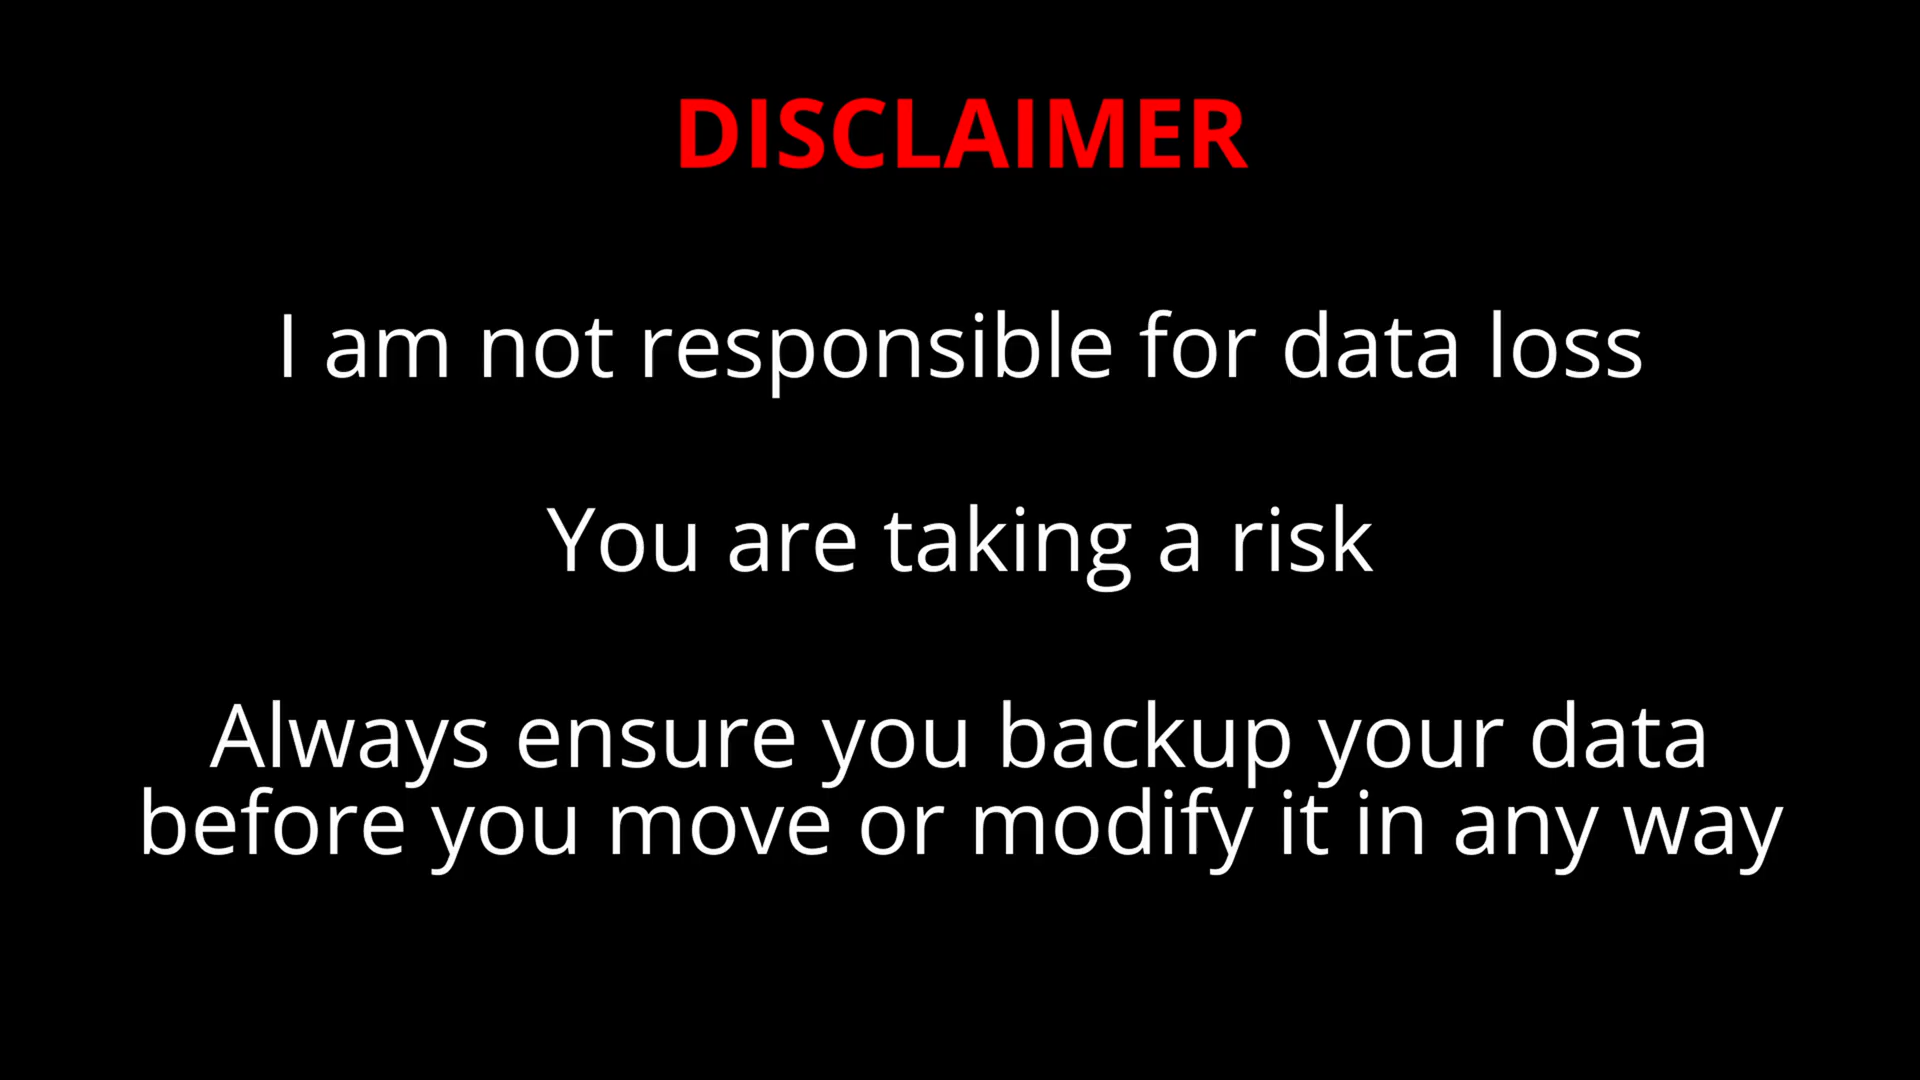 DISCLAIMER
I am not responsible for data loss
You are taking a risk
Always ensure you backup your data
before you move or modify it in any way